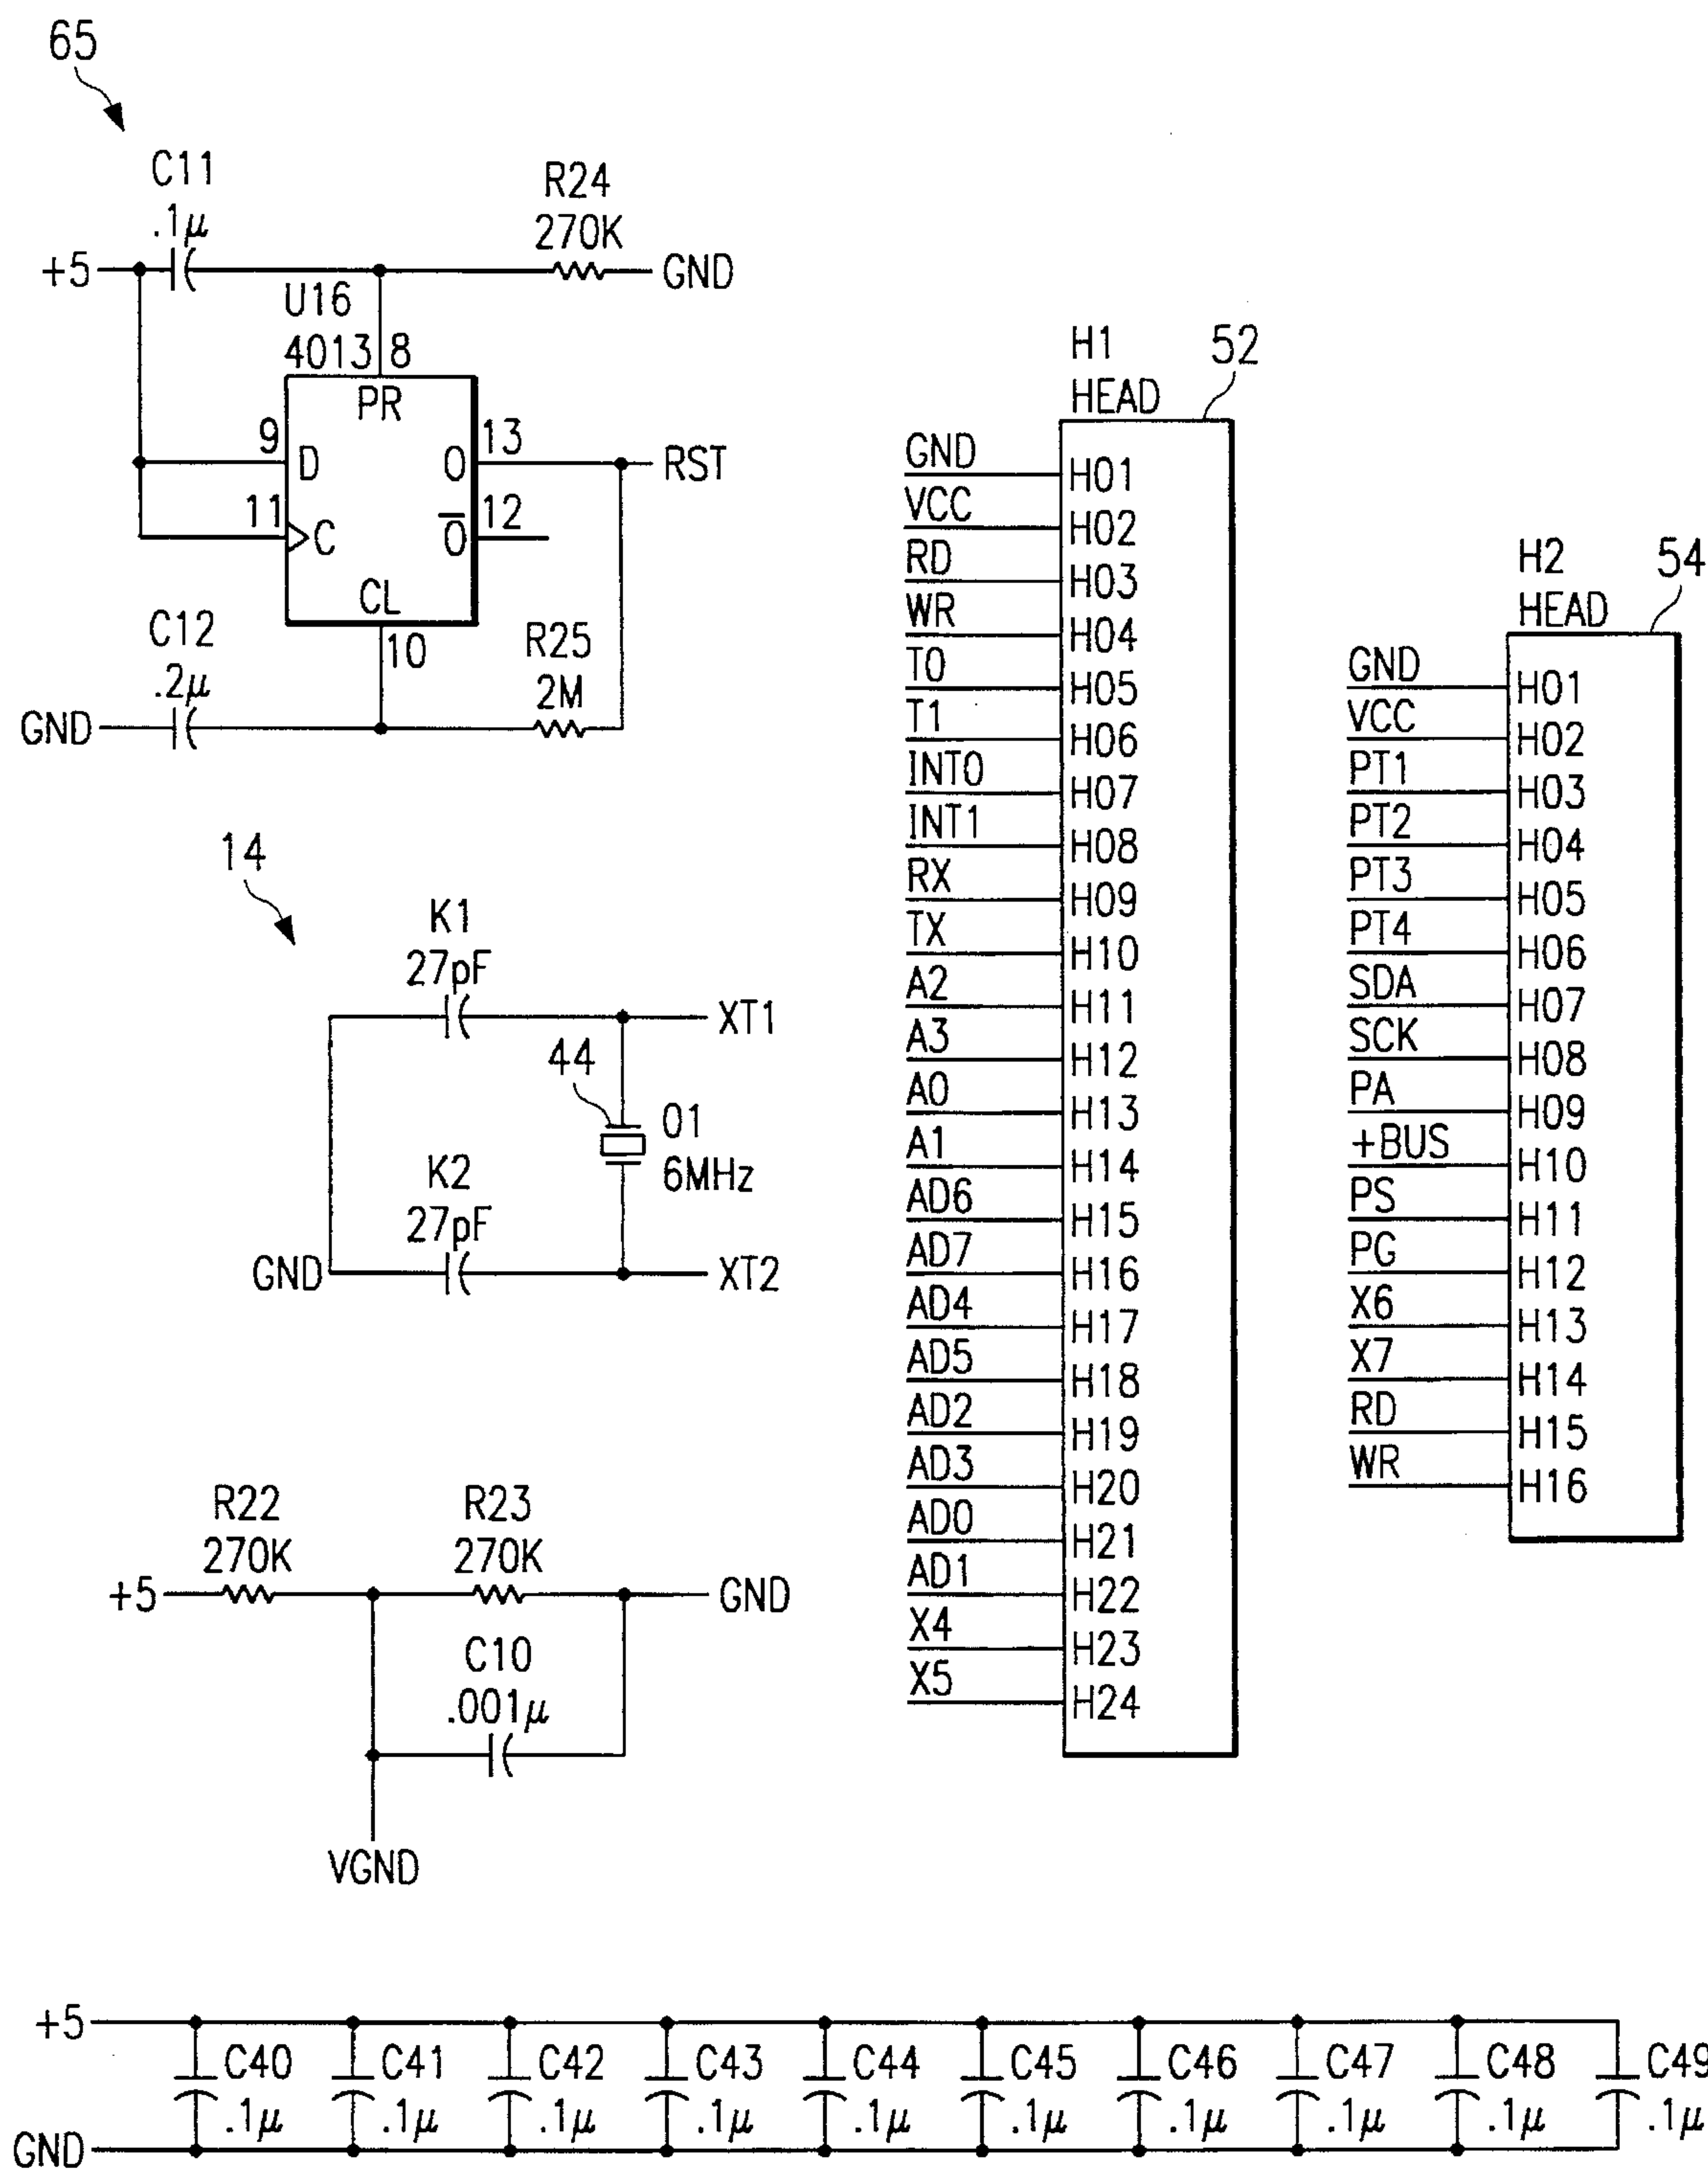 65
C11
.1μ
R24
270K
+5
GND
U16
4013
8
PR
9
D
O
13
RST
11
C
O̅
12
CL
10
C12
.2μ
R25
2M
GND
14
K1
27pF
XT1
44
O1
6MHz
K2
27pF
GND
XT2
R22
270K
R23
270K
+5
GND
C10
.001μ
VGND
H1
HEAD
52
GND H01
VCC H02
RD H03
WR H04
T0 H05
T1 H06
INT0 H07
INT1 H08
RX H09
TX H10
A2 H11
A3 H12
A0 H13
A1 H14
AD6 H15
AD7 H16
AD4 H17
AD5 H18
AD2 H19
AD3 H20
AD0 H21
AD1 H22
X4 H23
X5 H24
H2
HEAD
54
GND H01
VCC H02
PT1 H03
PT2 H04
PT3 H05
PT4 H06
SDA H07
SCK H08
PA H09
+BUS H10
PS H11
PG H12
X6 H13
X7 H14
RD H15
WR H16
+5
C40 C41 C42 C43 C44 C45 C46 C47 C48 C49
.1μ .1μ .1μ .1μ .1μ .1μ .1μ .1μ .1μ .1μ
GND